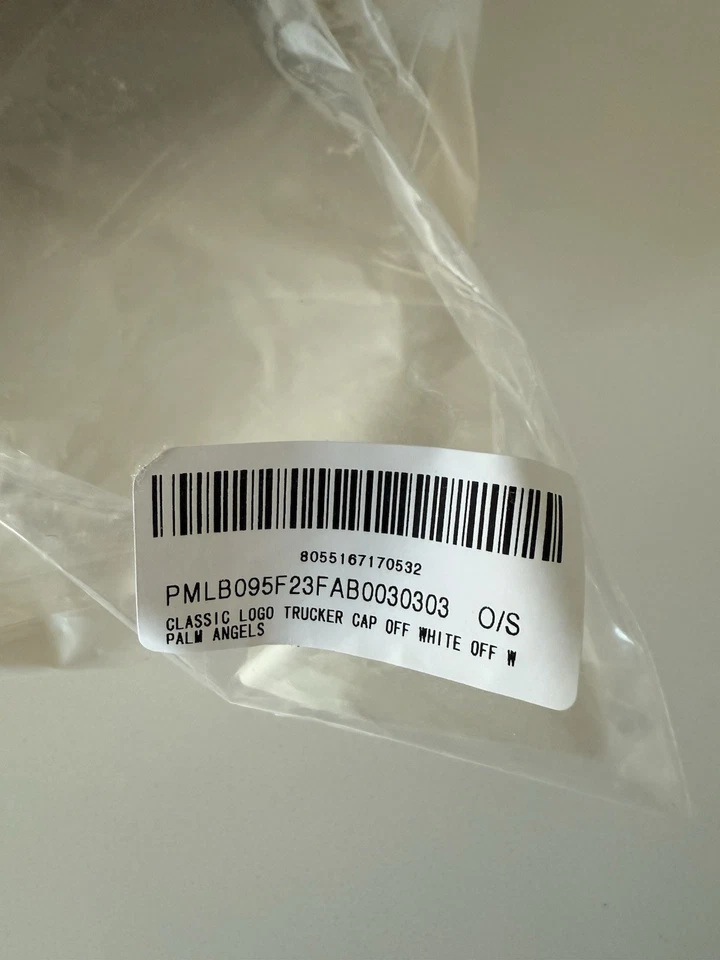 8055167170532
PMLB095F23FAB0030303 O/S
CLASSIC LOGO TRUCKER CAP OFF WHITE OFF W
PALM ANGELS